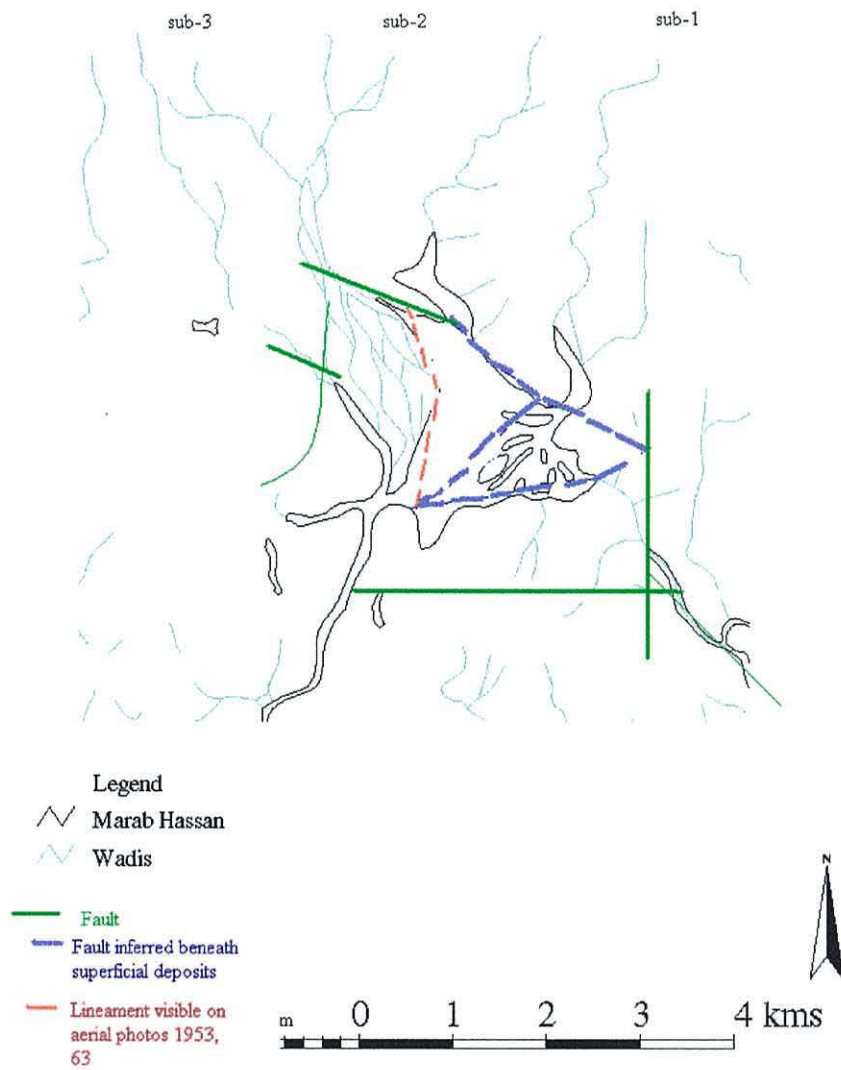 sub-3 sub-2 sub-1
Legend
Marab Hassan
Wadis
Fault
Fault inferred beneath
superficial deposits
Lineament visible on
aerial photos 1953,
63
N
m 0 1 2 3 4 kms